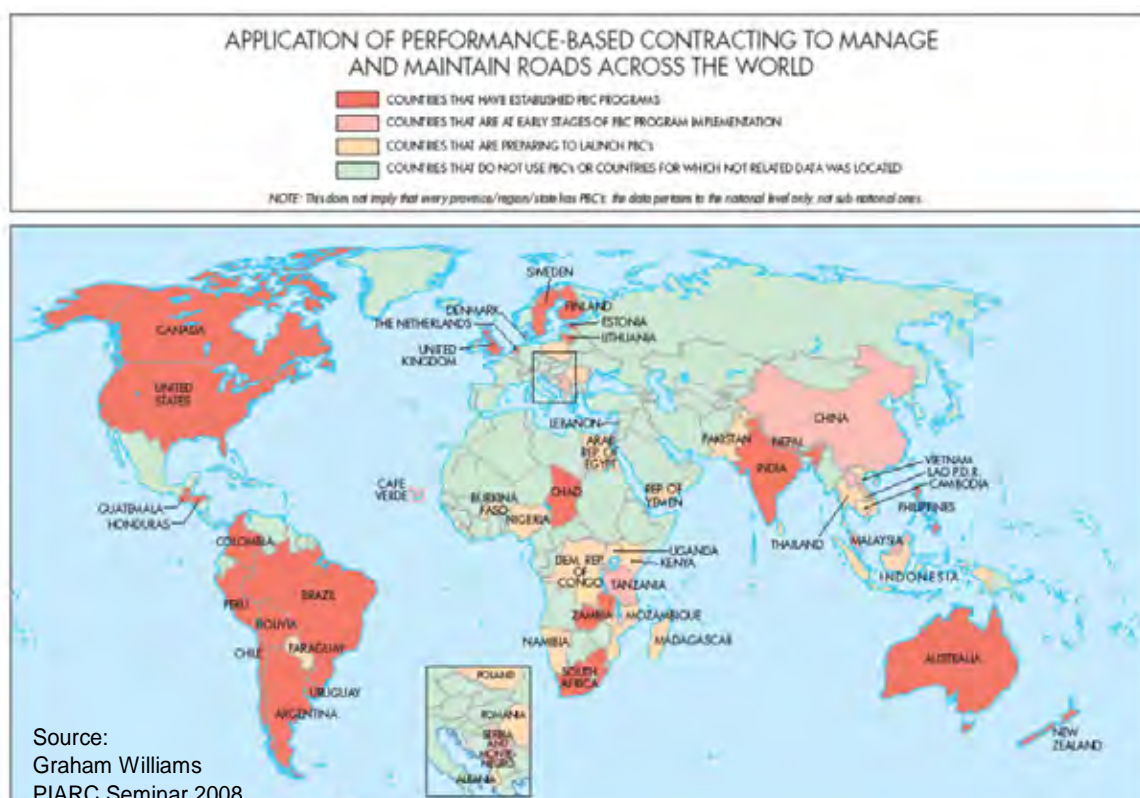 APPLICATION OF PERFORMANCE-BASED CONTRACTING TO MANAGE
AND MAINTAIN ROADS ACROSS THE WORLD
COUNTRIES THAT HAVE ESTABLISHED PBC PROGRAMS
COUNTRIES THAT ARE AT EARLY STAGES OF PBC PROGRAM IMPLEMENTATION
COUNTRIES THAT ARE PREPARING TO LAUNCH PBC's
COUNTRIES THAT DO NOT USE PBC's OR COUNTRIES FOR WHICH NOT RELATED DATA WAS LOCATED
NOTE: This does not imply that every province/region/state has PBC's. the data pertains to the national level only, not sub national ones.
SWEDEN
FINLAND
DENMARK
THE NETHERLANDS
ESTONIA
LITHUANIA
UNITED
KINGDOM
CANADA
UNITED
STATES
CHINA
LEBANON
ARAB
REP. OF
EGYPT
PAKISTAN
NEPAL
INDIA
VIETNAM
LAO P.D.R.
CAMBODIA
PHILIPPINES
THAILAND
MALAYSIA
INDONESIA
CAPE
VERDE
BURKINA
FASO
NIGERIA
CHAD
REP. OF
YEMEN
GUATEMALA
HONDURAS
COLOMBIA
UGANDA
KENYA
DEM. REP.
OF
CONGO
TANZANIA
ZAMBIA
MOZAMBIQUE
NAMIBIA
MADAGASCAR
SOUTH
AFRICA
PERU
BRAZIL
BOLIVIA
CHILE
PARAGUAY
URUGUAY
ARGENTINA
AUSTRALIA
NEW
ZEALAND
POLAND
ROMANIA
SERBIA
AND
MONTE-
NEGRO
ALBANIA
Source:
Graham Williams
PIARC Seminar 2008